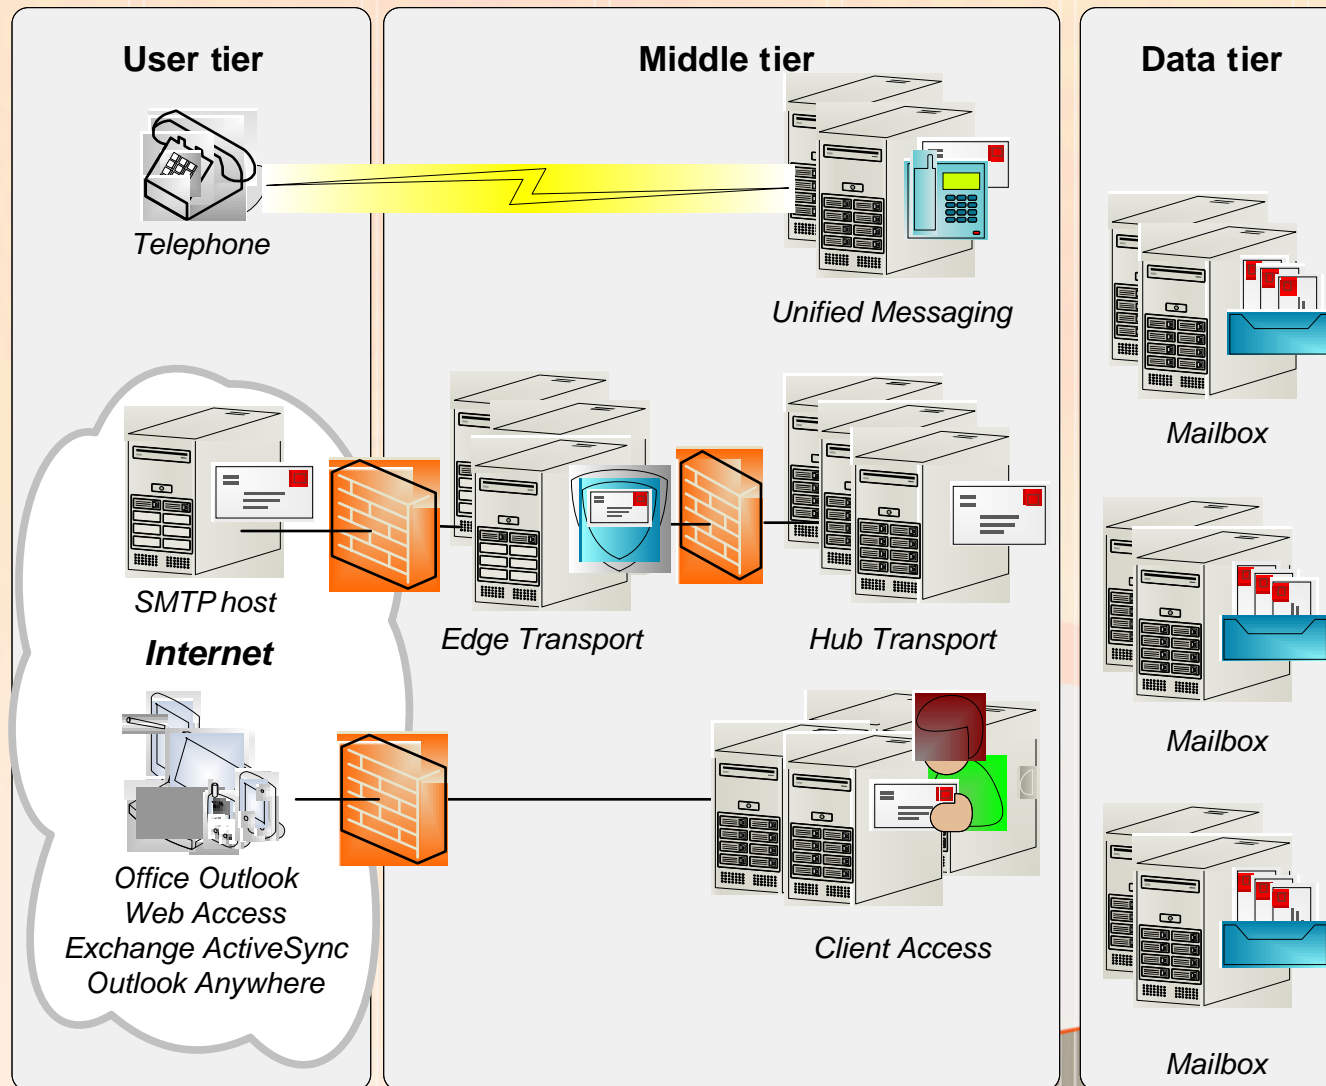 User tier
Middle tier
Data tier
Telephone
Unified Messaging
Mailbox
SMTP host
Edge Transport
Hub Transport
Internet
Mailbox
Office Outlook
Web Access
Exchange ActiveSync
Outlook Anywhere
Client Access
Mailbox